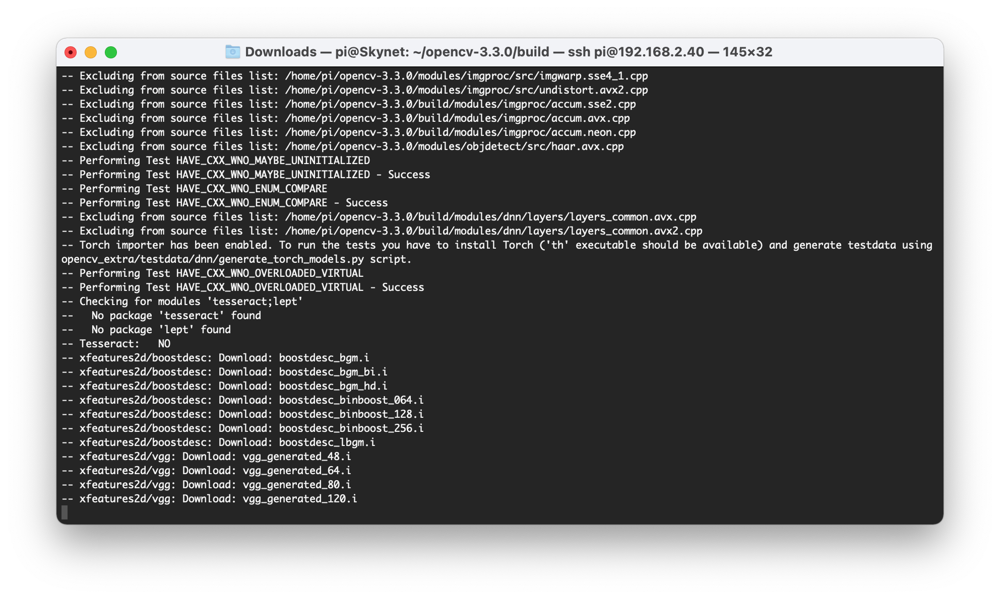 Downloads — pi@Skynet: ~/opencv-3.3.0/build — ssh pi@192.168.2.40 — 145×32
-- Excluding from source files list: /home/pi/opencv-3.3.0/modules/imgproc/src/imgwarp.sse4_1.cpp
-- Excluding from source files list: /home/pi/opencv-3.3.0/modules/imgproc/src/undistort.avx2.cpp
-- Excluding from source files list: /home/pi/opencv-3.3.0/build/modules/imgproc/accum.sse2.cpp
-- Excluding from source files list: /home/pi/opencv-3.3.0/build/modules/imgproc/accum.avx.cpp
-- Excluding from source files list: /home/pi/opencv-3.3.0/build/modules/imgproc/accum.neon.cpp
-- Excluding from source files list: /home/pi/opencv-3.3.0/modules/objdetect/src/haar.avx.cpp
-- Performing Test HAVE_CXX_WNO_MAYBE_UNINITIALIZED
-- Performing Test HAVE_CXX_WNO_MAYBE_UNINITIALIZED - Success
-- Performing Test HAVE_CXX_WNO_ENUM_COMPARE
-- Performing Test HAVE_CXX_WNO_ENUM_COMPARE - Success
-- Excluding from source files list: /home/pi/opencv-3.3.0/build/modules/dnn/layers/layers_common.avx.cpp
-- Excluding from source files list: /home/pi/opencv-3.3.0/build/modules/dnn/layers/layers_common.avx2.cpp
-- Torch importer has been enabled. To run the tests you have to install Torch ('th' executable should be available) and generate testdata using
opencv_extra/testdata/dnn/generate_torch_models.py script.
-- Performing Test HAVE_CXX_WNO_OVERLOADED_VIRTUAL
-- Performing Test HAVE_CXX_WNO_OVERLOADED_VIRTUAL - Success
-- Checking for modules 'tesseract;lept'
--   No package 'tesseract' found
--   No package 'lept' found
-- Tesseract:   NO
-- xfeatures2d/boostdesc: Download: boostdesc_bgm.i
-- xfeatures2d/boostdesc: Download: boostdesc_bgm_bi.i
-- xfeatures2d/boostdesc: Download: boostdesc_bgm_hd.i
-- xfeatures2d/boostdesc: Download: boostdesc_binboost_064.i
-- xfeatures2d/boostdesc: Download: boostdesc_binboost_128.i
-- xfeatures2d/boostdesc: Download: boostdesc_binboost_256.i
-- xfeatures2d/boostdesc: Download: boostdesc_lbgm.i
-- xfeatures2d/vgg: Download: vgg_generated_48.i
-- xfeatures2d/vgg: Download: vgg_generated_64.i
-- xfeatures2d/vgg: Download: vgg_generated_80.i
-- xfeatures2d/vgg: Download: vgg_generated_120.i